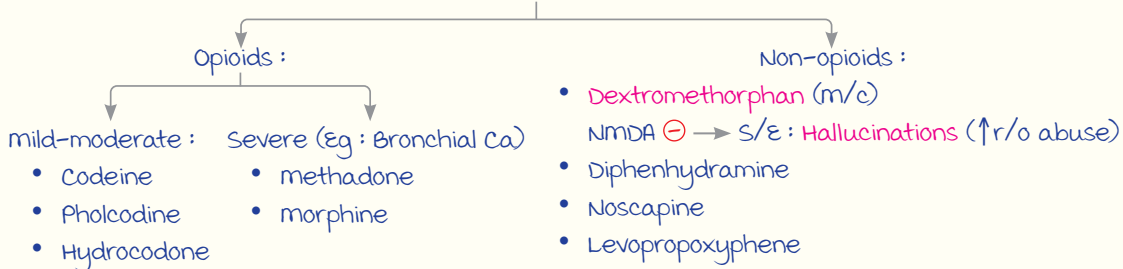 Opioids :
Non-opioids :
mild-moderate :
Severe (Eg : Bronchial Ca)
• Codeine
• Pholcodine
• Hydrocodone
• methadone
• morphine
• Dextromethorphan (m/c)
NMDA ⊖ → S/E : Hallucinations (↑r/o abuse)
• Diphenhydramine
• Noscapine
• Levopropoxyphene